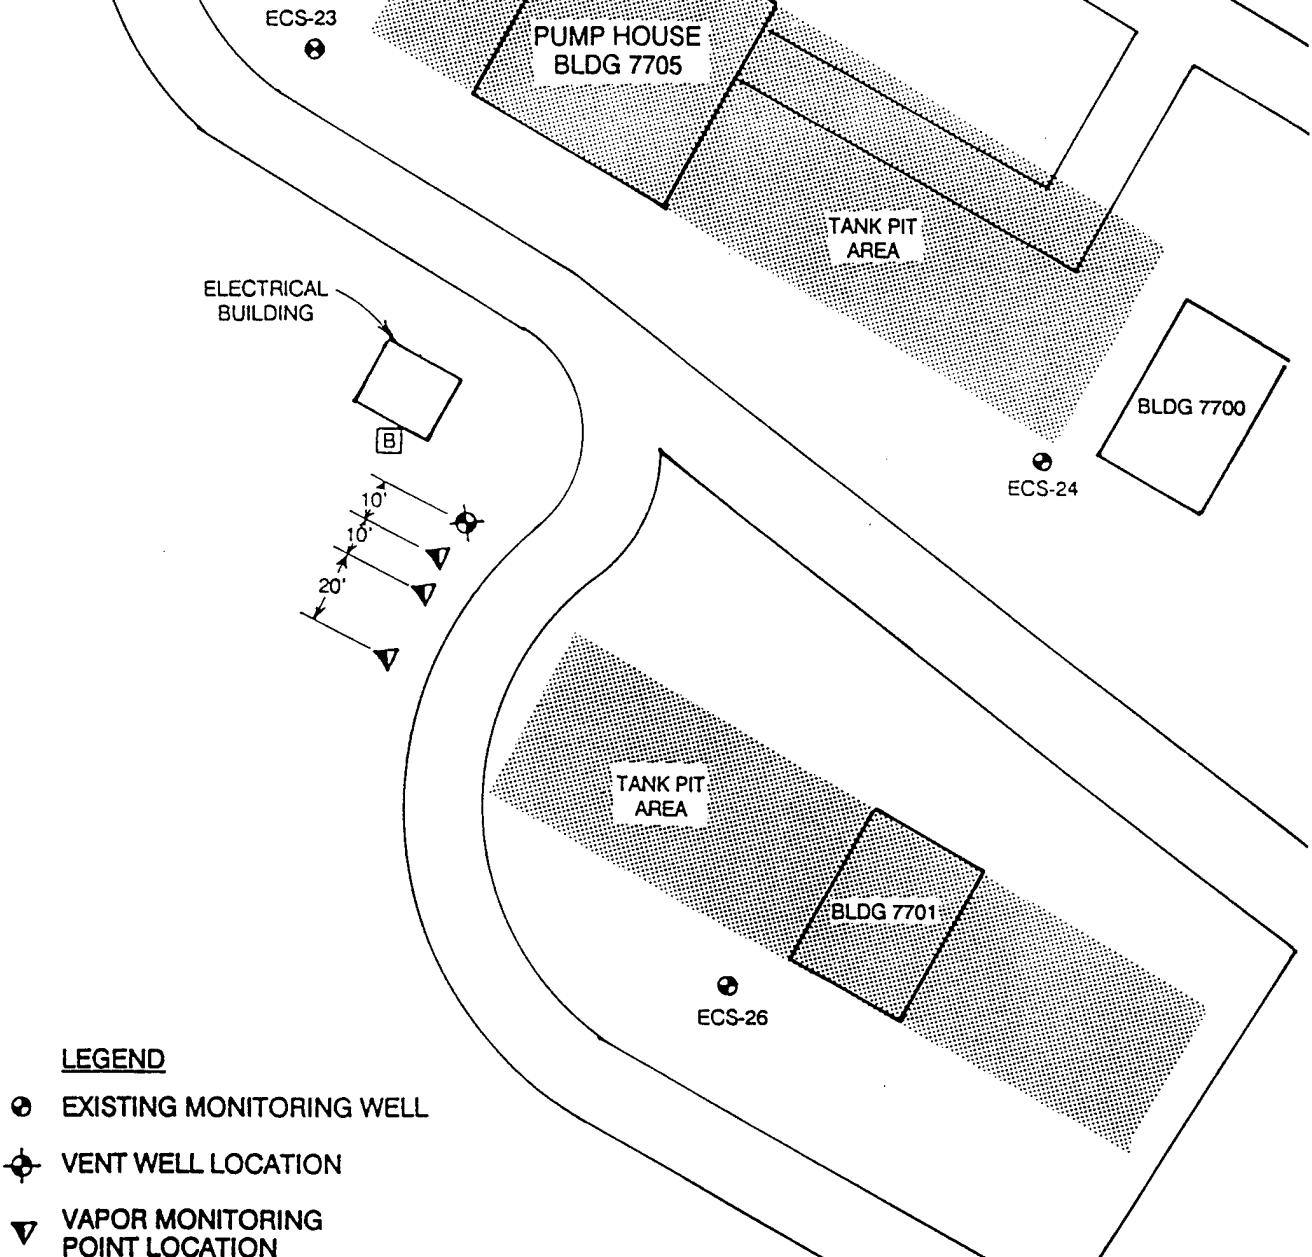 ECS-23
PUMP HOUSE
BLDG 7705
TANK PIT
AREA
ELECTRICAL
BUILDING
BLDG 7700
B
ECS-24
10'
10'
20'
TANK PIT
AREA
BLDG 7701
ECS-26
LEGEND
EXISTING MONITORING WELL
VENT WELL LOCATION
VAPOR MONITORING
POINT LOCATION